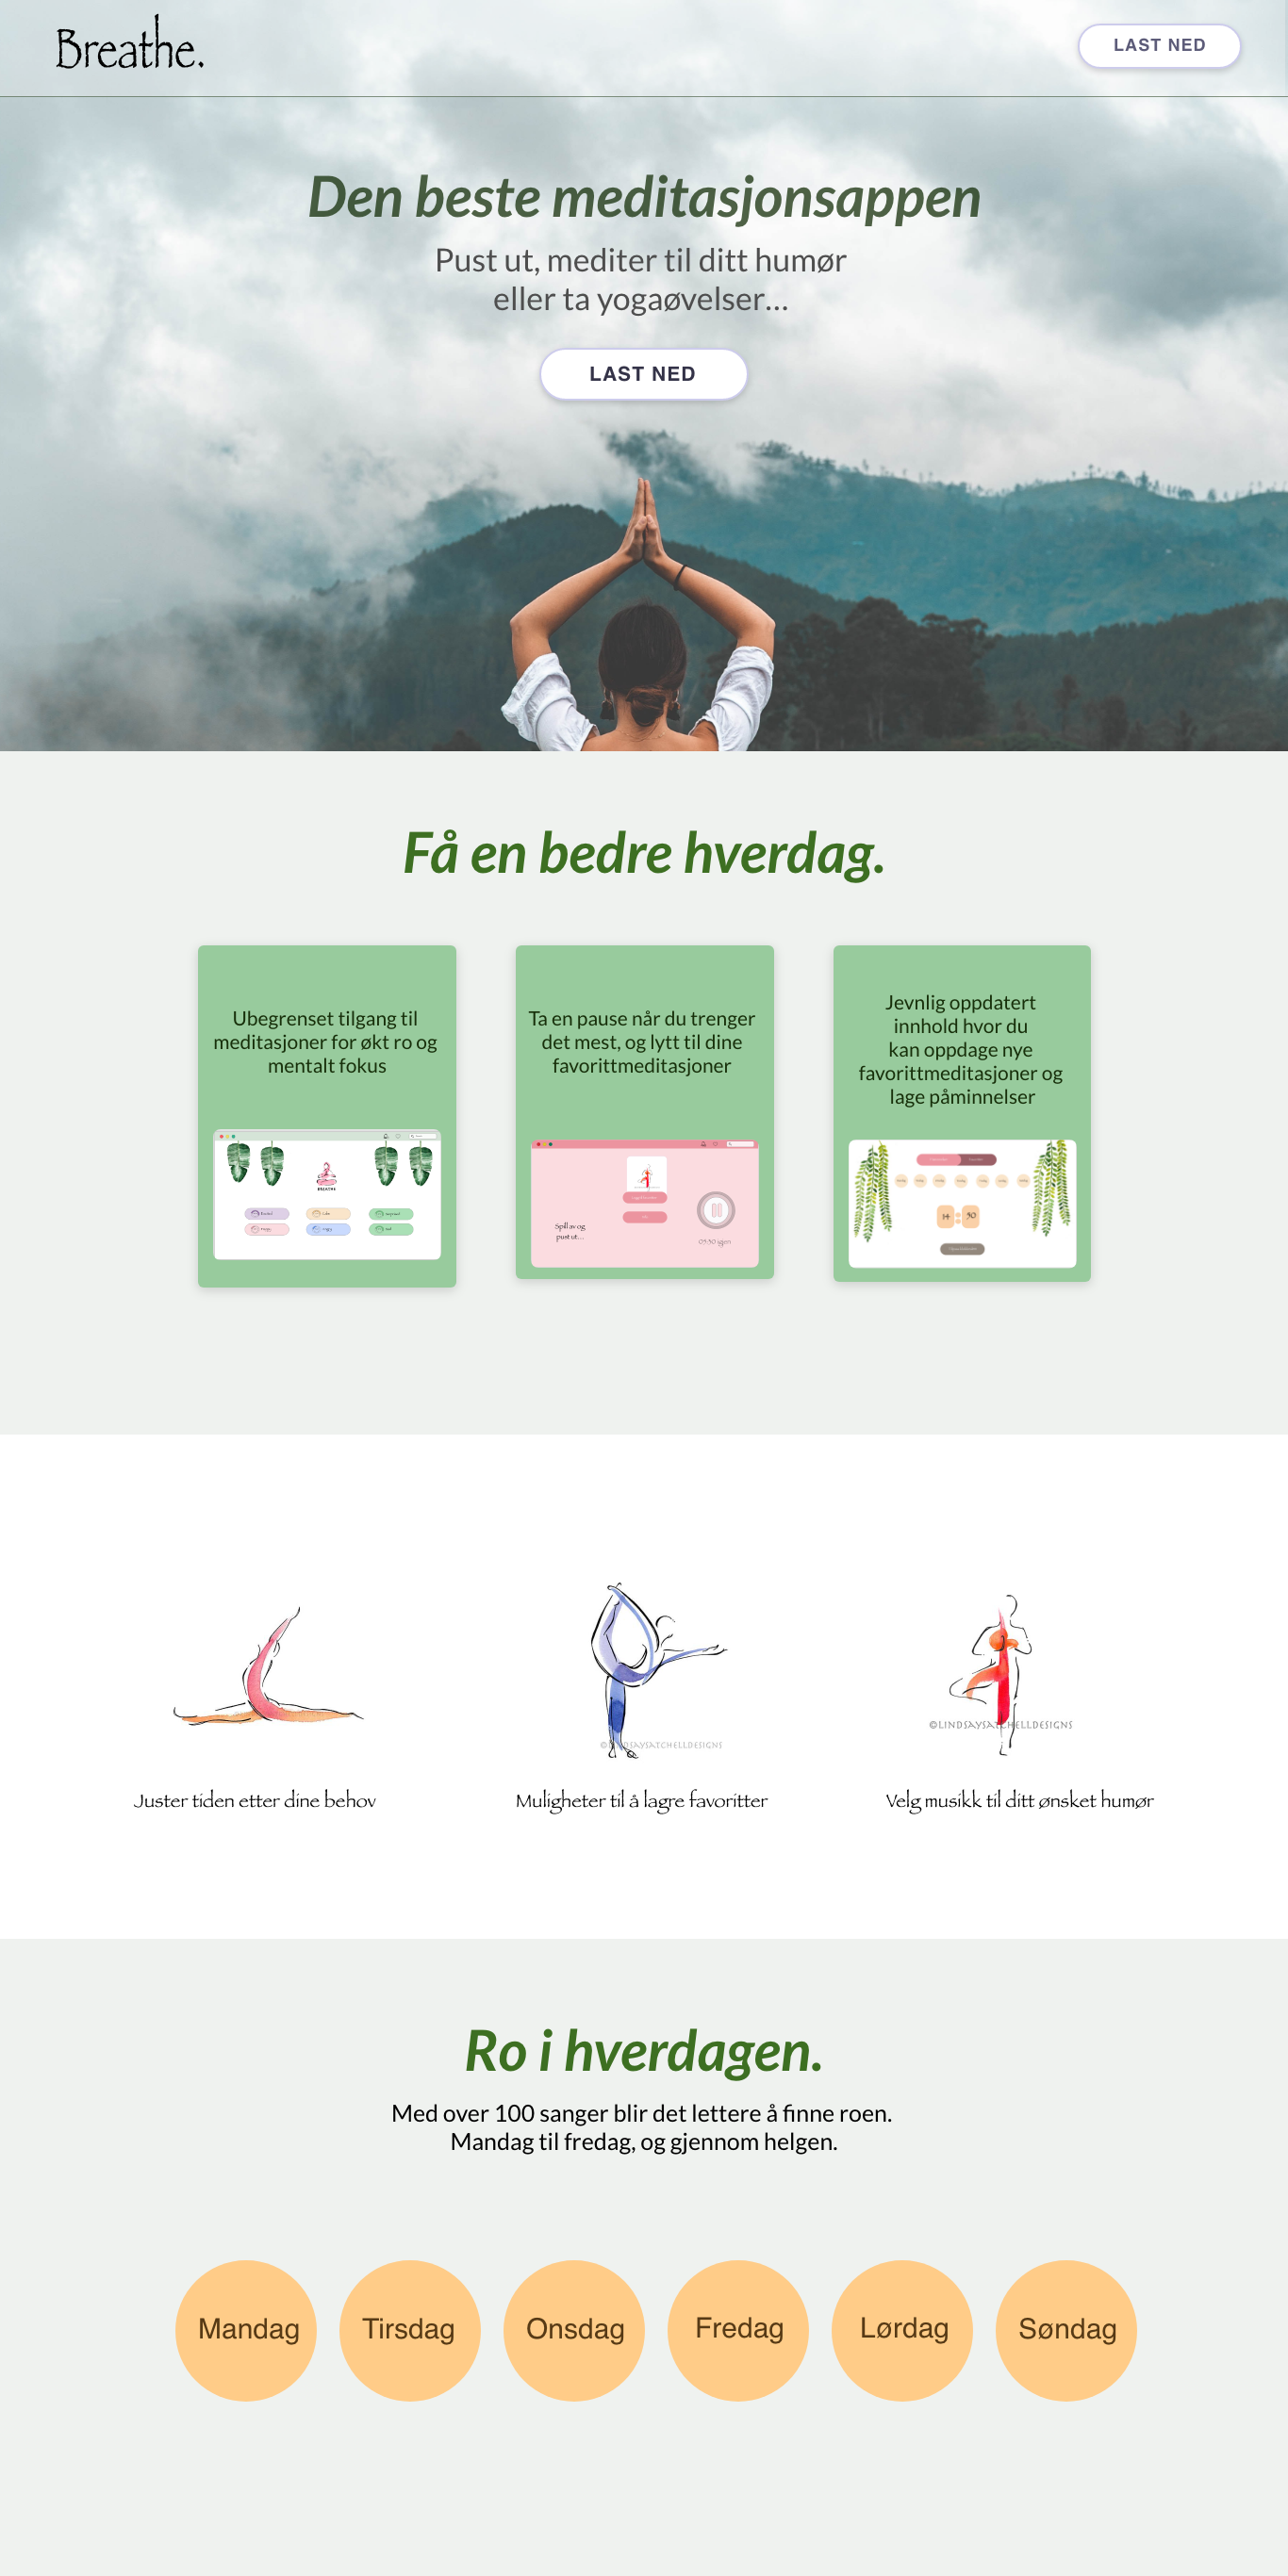 Breathe.
LAST NED
Den beste meditasjonsappen
Pust ut, mediter til ditt humør
eller ta yogaøvelser...
LAST NED
Få en bedre hverdag.
Ubegrenset tilgang til
meditasjoner for økt ro og
mentalt fokus
Ta en pause når du trenger
det mest, og lytt til dine
favorittmeditasjoner
Jevnlig oppdatert
innhold hvor du
kan oppdage nye
favorittmeditasjoner og
lage påminnelser
BREATHE
Spill av og
pust ut...
05:30 igjen
14 : 30
©LINDSAYSATCHELLDESIGNS
©LINDSAYSATCHELLDESIGNS
Juster tiden etter dine behov
Muligheter til å lagre favoritter
Velg musikk til ditt ønsket humør
Ro i hverdagen.
Med over 100 sanger blir det lettere å finne roen.
Mandag til fredag, og gjennom helgen.
Mandag
Tirsdag
Onsdag
Fredag
Lørdag
Søndag